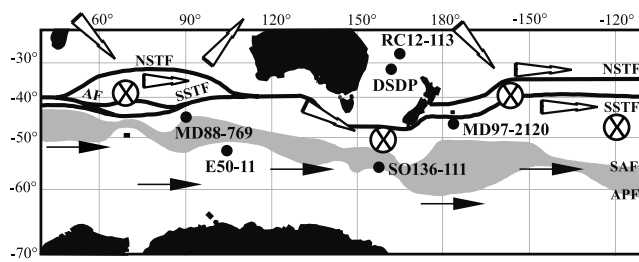 60° 90° 120° 150° 180° -150° -120°
-30°
-40°
-50°
-60°
-70°
RC12-113
DSDP
NSTF
AF
SSTF
MD88-769
E50-11
SO136-111
MD97-2120
NSTF
SSTF
SAF
APF